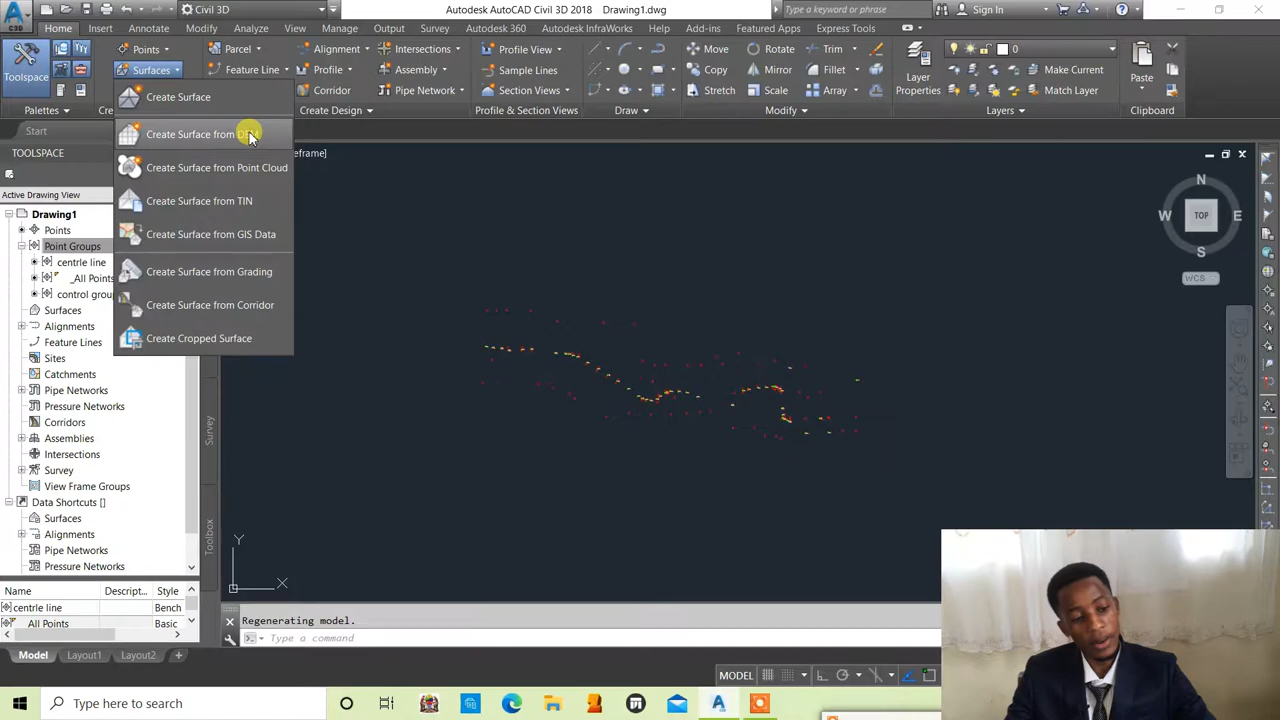 Civil 3D
Autodesk AutoCAD Civil 3D 2018 Drawing1.dwg
Type a keyword or phrase
Sign In
Home Insert Annotate Modify Analyze View Manage Output Survey Autodesk 360 Autodesk InfraWorks Help Add-ins Featured Apps Express Tools
Points Parcel Alignment Intersections Profile View Move Rotate Trim 0
Toolspace Surfaces Feature Line Profile Assembly Sample Lines Copy Mirror Fillet Layer Properties Make Current Paste
Corridor Pipe Network Section Views Stretch Scale Array Match Layer
Palettes Create Design Profile & Section Views Draw Modify Layers Clipboard
Create Surface
Create Surface from DEM
Create Surface from Point Cloud
Create Surface from TIN
Create Surface from GIS Data
Create Surface from Grading
Create Surface from Corridor
Create Cropped Surface
Start
eframe]
TOOLSPACE
Active Drawing View
Drawing1
Points
Point Groups
centrle line
_All Points
control grou
Surfaces
Alignments
Feature Lines
Sites
Catchments
Pipe Networks
Pressure Networks
Corridors
Assemblies
Intersections
Survey
View Frame Groups
Data Shortcuts []
Surfaces
Alignments
Pipe Networks
Pressure Networks
Survey
Toolbox
N
W TOP E
S
WCS
Y
X
Name Descript... Style
centrle line Bench
_All Points Basic
Regenerating model.
Type a command
Model Layout1 Layout2 +
MODEL
Type here to search